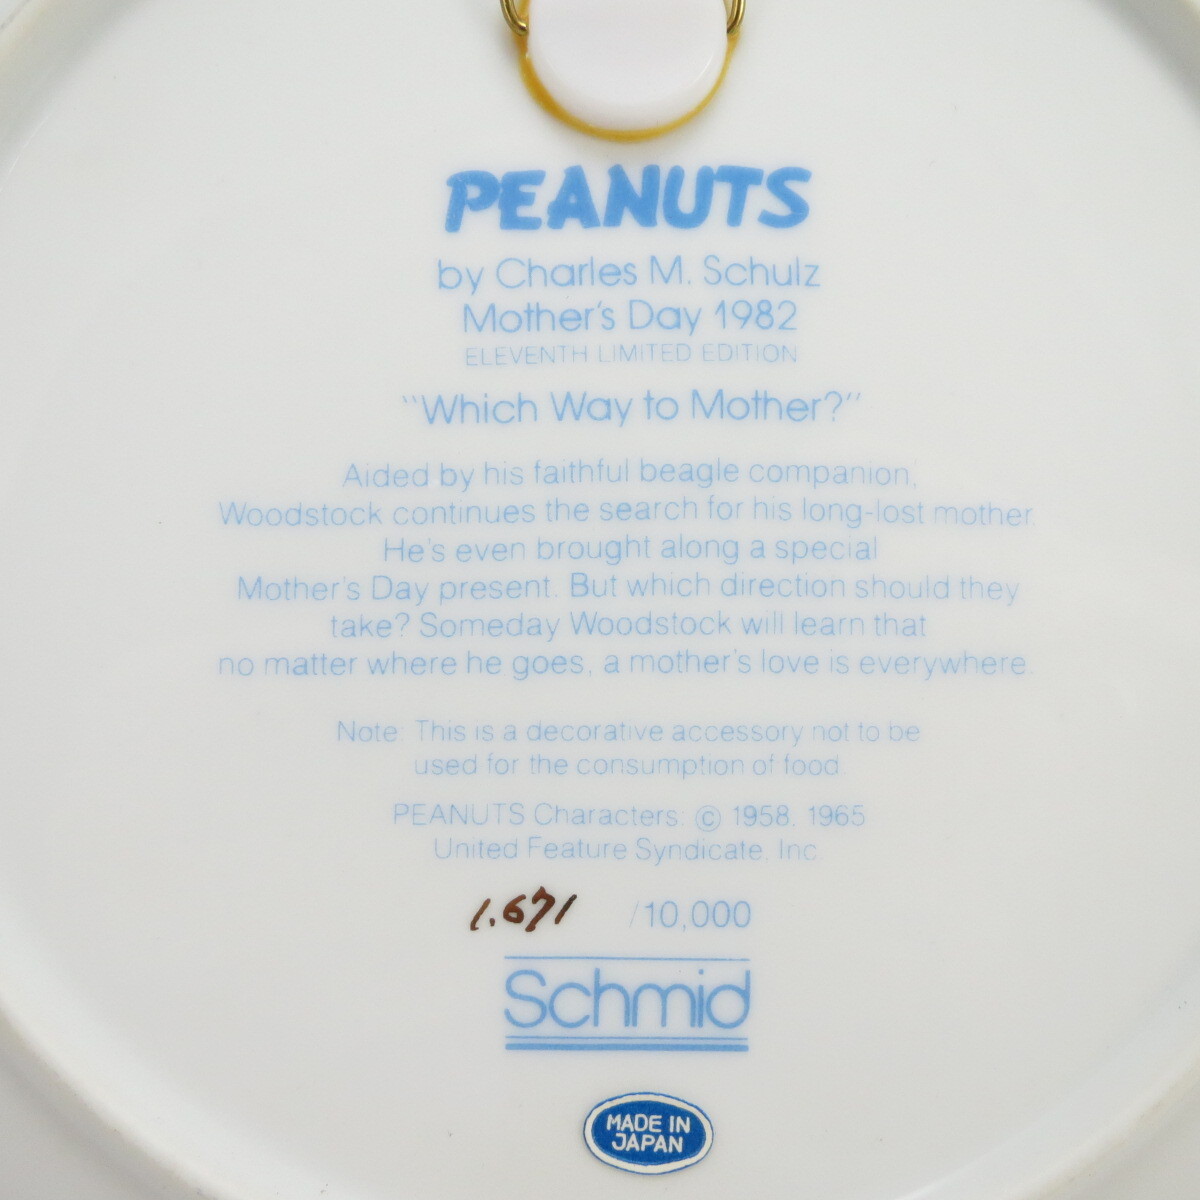 PEANUTS
by Charles M. Schulz
Mother's Day 1982
ELEVENTH LIMITED EDITION
"Which Way to Mother?"
Aided by his faithful beagle companion,
Woodstock continues the search for his long-lost mother.
He's even brought along a special
Mother's Day present. But which direction should they
take? Someday Woodstock will learn that
no matter where he goes, a mother's love is everywhere.
Note: This is a decorative accessory not to be
used for the consumption of food.
PEANUTS Characters: © 1958, 1965
United Feature Syndicate, Inc.
1.671 /10,000
Schmid
MADE IN
JAPAN